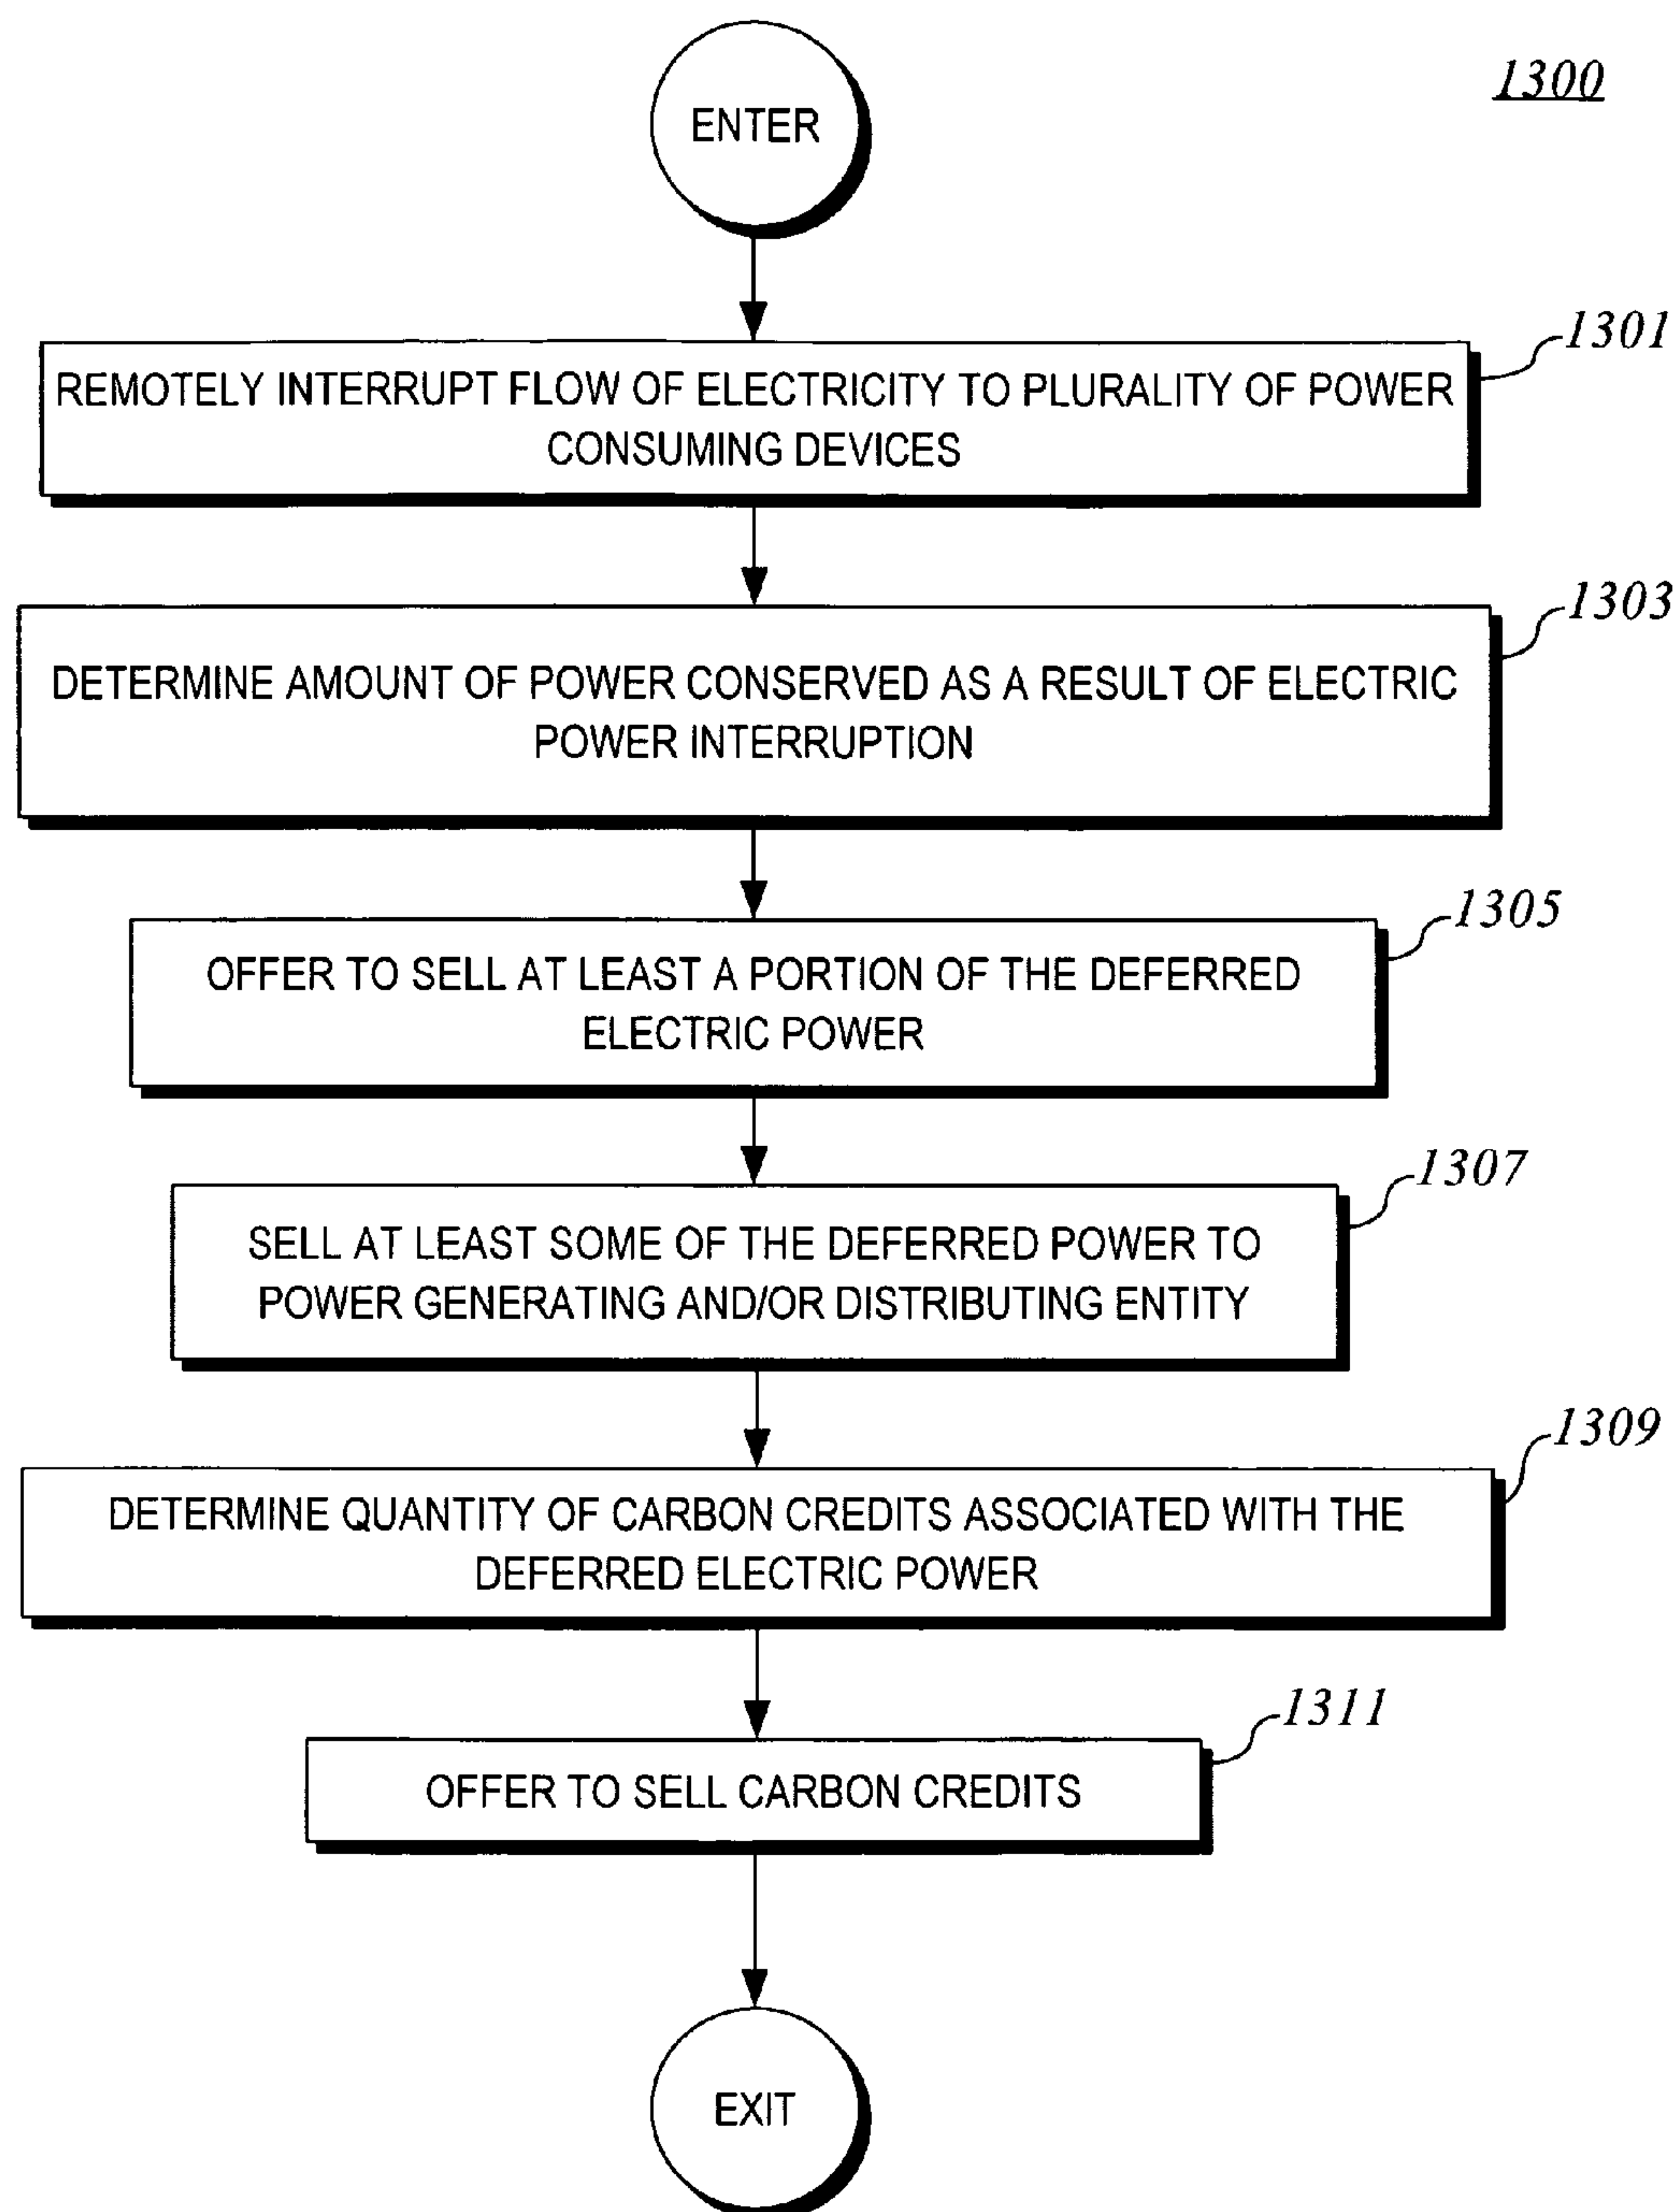 1300
ENTER
1301
REMOTELY INTERRUPT FLOW OF ELECTRICITY TO PLURALITY OF POWER
CONSUMING DEVICES
1303
DETERMINE AMOUNT OF POWER CONSERVED AS A RESULT OF ELECTRIC
POWER INTERRUPTION
1305
OFFER TO SELL AT LEAST A PORTION OF THE DEFERRED
ELECTRIC POWER
1307
SELL AT LEAST SOME OF THE DEFERRED POWER TO
POWER GENERATING AND/OR DISTRIBUTING ENTITY
1309
DETERMINE QUANTITY OF CARBON CREDITS ASSOCIATED WITH THE
DEFERRED ELECTRIC POWER
1311
OFFER TO SELL CARBON CREDITS
EXIT